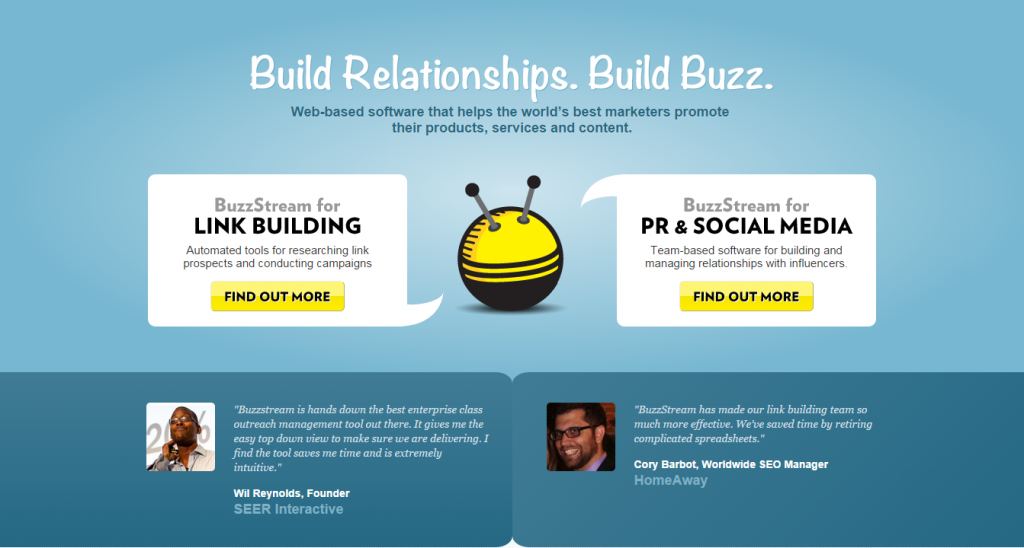 Build Relationships. Build Buzz.
Web-based software that helps the world's best marketers promote
their products, services and content.
BuzzStream for
LINK BUILDING
Automated tools for researching link
prospects and conducting campaigns
FIND OUT MORE
BuzzStream for
PR & SOCIAL MEDIA
Team-based software for building and
managing relationships with influencers.
FIND OUT MORE
"Buzzstream is hands down the best enterprise class
outreach management tool out there. It gives me the
easy top down view to make sure we are delivering. I
find the tool saves me time and is extremely
intuitive."
Wil Reynolds, Founder
SEER Interactive
"BuzzStream has made our link building team so
much more effective. We've saved time by retiring
complicated spreadsheets."
Cory Barbot, Worldwide SEO Manager
HomeAway